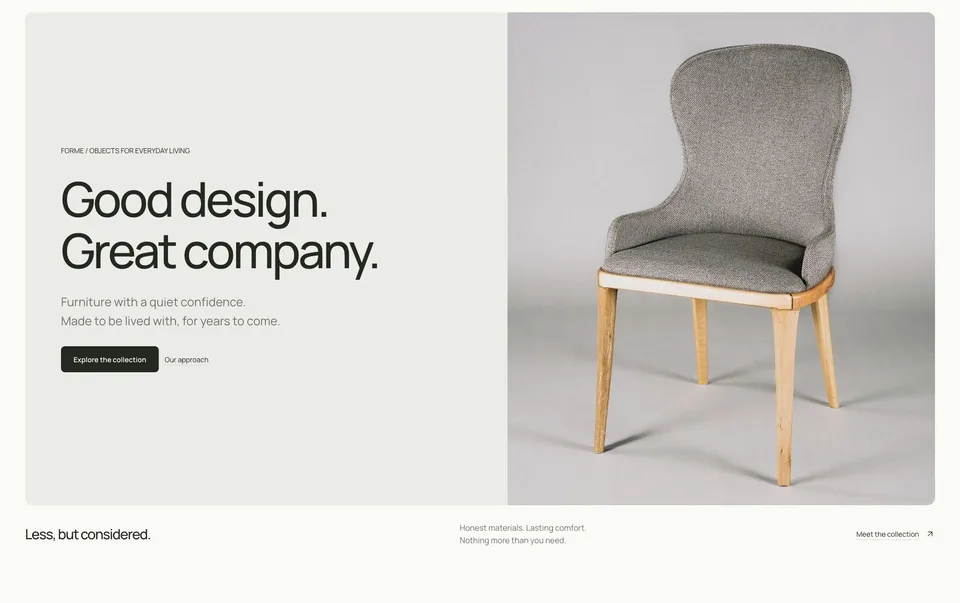 FORME / OBJECTS FOR EVERYDAY LIVING
Good design.
Great company.
Furniture with a quiet confidence.
Made to be lived with, for years to come.
Explore the collection
Our approach
Less, but considered.
Honest materials. Lasting comfort.
Nothing more than you need.
Meet the collection